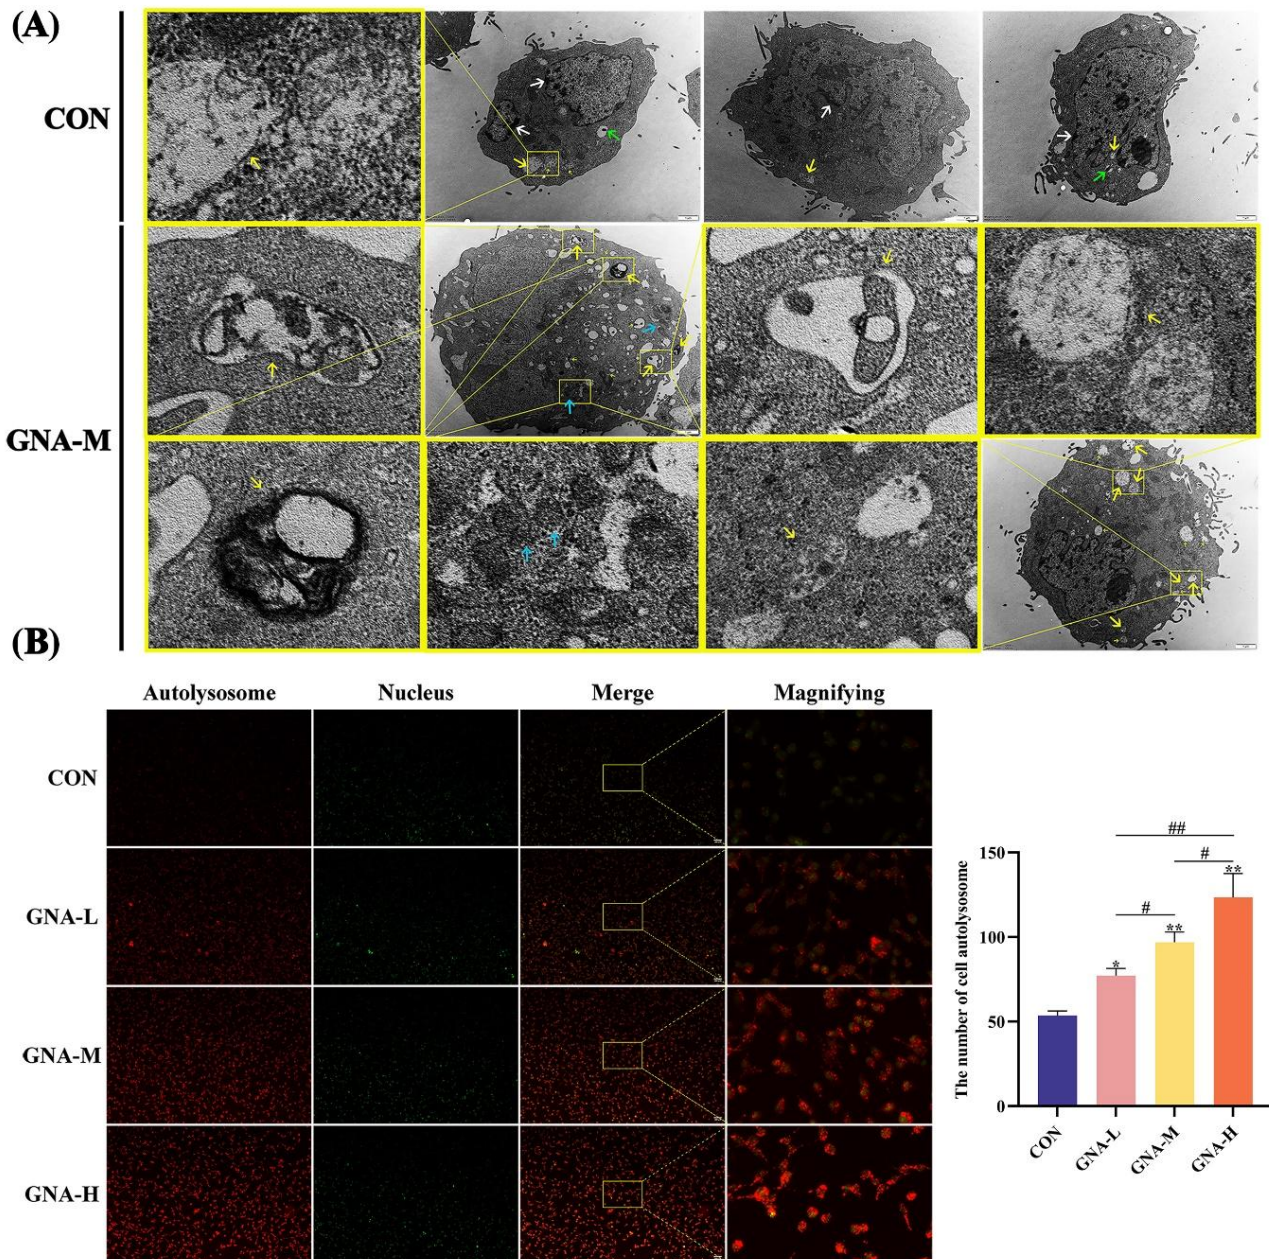 (A)
CON
GNA-M
(B)
Autolysosome Nucleus Merge Magnifying
CON
GNA-L
GNA-M
GNA-H
The number of cell autolysosome
150
100
50
0
##
#
#
*
**
**
CON GNA-L GNA-M GNA-H